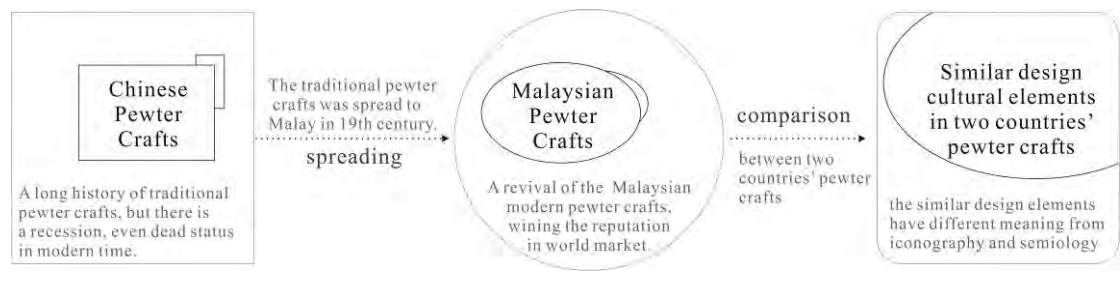 Chinese
Pewter
Crafts
A long history of traditional
pewter crafts, but there is
a recession, even dead status
in modern time.
The traditional pewter
crafts was spread to
Malay in 19th century.
spreading
Malaysian
Pewter
Crafts
A revival of the Malaysian
modern pewter crafts,
wining the reputation
in world market.
comparison
between two
countries' pewter
crafts
Similar design
cultural elements
in two countries'
pewter crafts
the similar design elements
have different meaning from
iconography and semiology